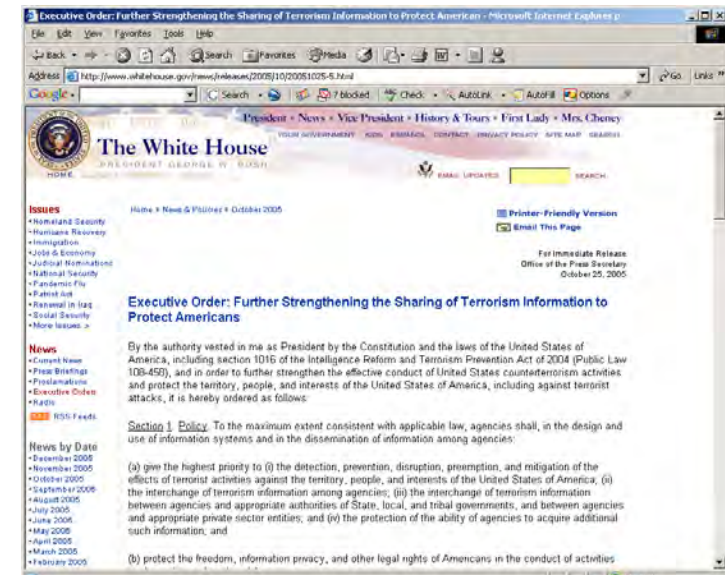 Executive Order: Further Strengthening the Sharing of Terrorism Information to Protect American - Microsoft Internet Explorer p
File Edit View Favorites Tools Help
Back Search Favorites Media
Address http://www.whitehouse.gov/news/releases/2005/10/20051025-5.html Go Links »
Google Search 7 blocked Check AutoLink AutoFill Options
President • News • Vice President • History & Tours • First Lady • Mrs. Cheney
YOUR GOVERNMENT KIDS ESPAÑOL CONTACT PRIVACY POLICY SITE MAP SEARCH
The White House
PRESIDENT GEORGE W. BUSH
HOME
EMAIL UPDATES SEARCH
Issues
•Homeland Security
•Hurricane Recovery
•Immigration
•Jobs & Economy
•Judicial Nominations
•National Security
•Pandemic Flu
•Patriot Act
•Renewal in Iraq
•Social Security
•More Issues >
News
•Current News
•Press Briefings
•Proclamations
•Executive Orders
•Radio
RSS Feeds
News by Date
•December 2005
•November 2005
•October 2005
•September 2005
•August 2005
•July 2005
•June 2005
•May 2005
•April 2005
•March 2005
•February 2005
Home > News & Policies > October 2005
Printer-Friendly Version
Email This Page
For Immediate Release
Office of the Press Secretary
October 25, 2005
Executive Order: Further Strengthening the Sharing of Terrorism Information to
Protect Americans
By the authority vested in me as President by the Constitution and the laws of the United States of
America, including section 1016 of the Intelligence Reform and Terrorism Prevention Act of 2004 (Public Law
108-458), and in order to further strengthen the effective conduct of United States counterterrorism activities
and protect the territory, people, and interests of the United States of America, including against terrorist
attacks, it is hereby ordered as follows:
Section 1. Policy. To the maximum extent consistent with applicable law, agencies shall, in the design and
use of information systems and in the dissemination of information among agencies:
(a) give the highest priority to (i) the detection, prevention, disruption, preemption, and mitigation of the
effects of terrorist activities against the territory, people, and interests of the United States of America; (ii)
the interchange of terrorism information among agencies; (iii) the interchange of terrorism information
between agencies and appropriate authorities of State, local, and tribal governments, and between agencies
and appropriate private sector entities; and (iv) the protection of the ability of agencies to acquire additional
such information; and
(b) protect the freedom, information privacy, and other legal rights of Americans in the conduct of activities